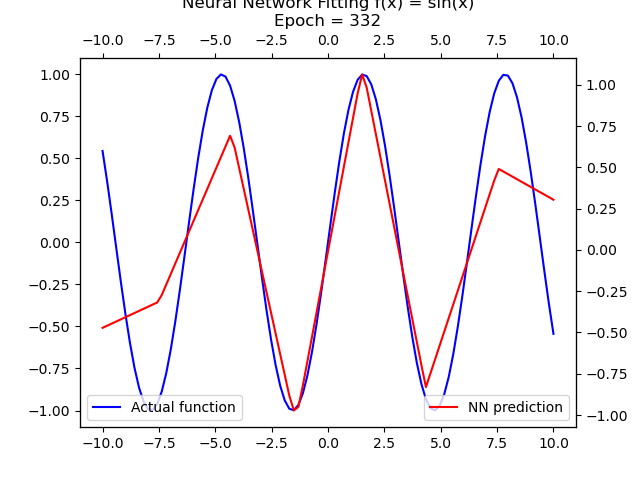 Neural Network Fitting f(x) = sin(x)
Epoch = 332
−10.0 −7.5 −5.0 −2.5 0.0 2.5 5.0 7.5 10.0
1.00 0.75 0.50 0.25 0.00 −0.25 −0.50 −0.75 −1.00
1.00 0.75 0.50 0.25 0.00 −0.25 −0.50 −0.75 −1.00
Actual function
NN prediction
−10.0 −7.5 −5.0 −2.5 0.0 2.5 5.0 7.5 10.0